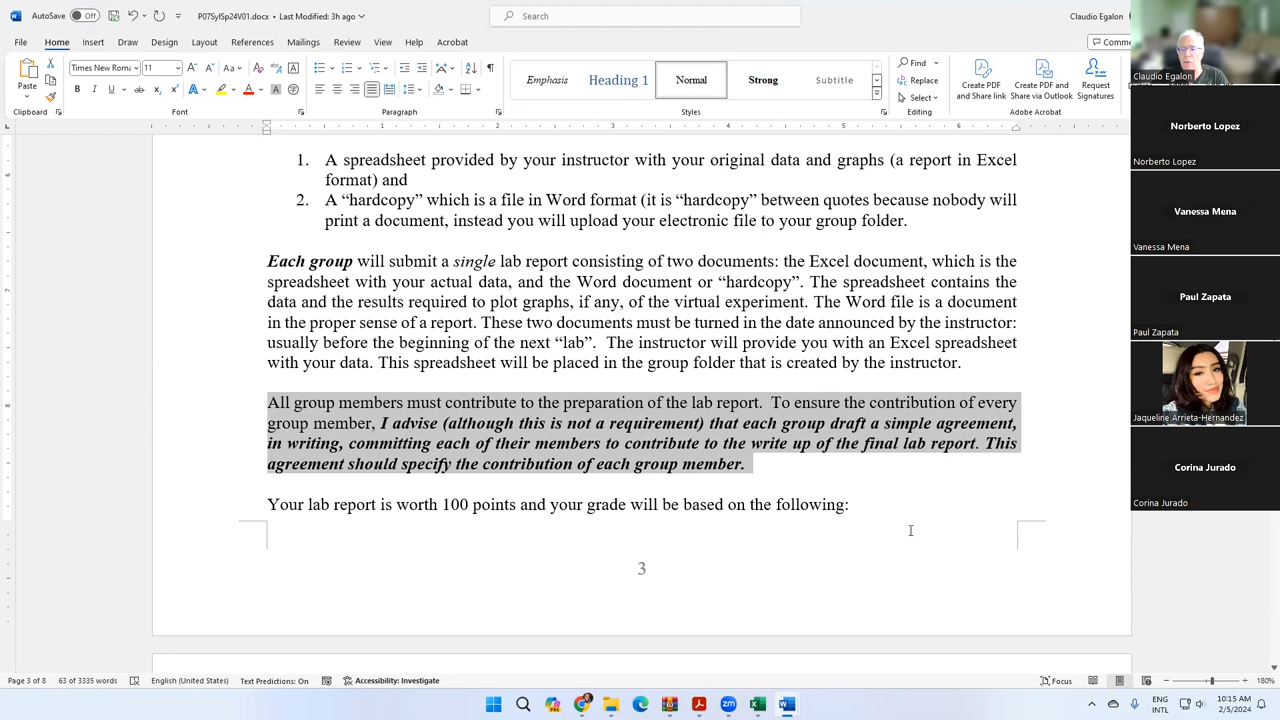 AutoSave Off P07SylSp24V01.docx • Last Modified: 3h ago Search Claudio Egalon
File Home Insert Draw Design Layout References Mailings Review View Help Acrobat Comme
Paste Times New Roma 11 Emphasis Heading 1 Normal Strong Subtitle Find Replace Select Create PDF and Share link Create PDF and Share via Outlook Request Signatures
Clipboard Font Paragraph Styles Editing Adobe Acrobat
1. A spreadsheet provided by your instructor with your original data and graphs (a report in Excel
format) and
2. A “hardcopy” which is a file in Word format (it is “hardcopy” between quotes because nobody will
print a document, instead you will upload your electronic file to your group folder.
Each group will submit a single lab report consisting of two documents: the Excel document, which is the
spreadsheet with your actual data, and the Word document or “hardcopy”. The spreadsheet contains the
data and the results required to plot graphs, if any, of the virtual experiment. The Word file is a document
in the proper sense of a report. These two documents must be turned in the date announced by the instructor:
usually before the beginning of the next “lab”. The instructor will provide you with an Excel spreadsheet
with your data. This spreadsheet will be placed in the group folder that is created by the instructor.
All group members must contribute to the preparation of the lab report. To ensure the contribution of every
group member, I advise (although this is not a requirement) that each group draft a simple agreement,
in writing, committing each of their members to contribute to the write up of the final lab report. This
agreement should specify the contribution of each group member.
Your lab report is worth 100 points and your grade will be based on the following:
3
Claudio Egalon
Norberto Lopez
Norberto Lopez
Vanessa Mena
Vanessa Mena
Paul Zapata
Paul Zapata
Jaqueline Arrieta-Hernandez
Corina Jurado
Corina Jurado
Page 3 of 8 63 of 3335 words English (United States) Text Predictions: On Accessibility: Investigate Focus 180%
ENG INTL 10:15 AM 2/5/2024